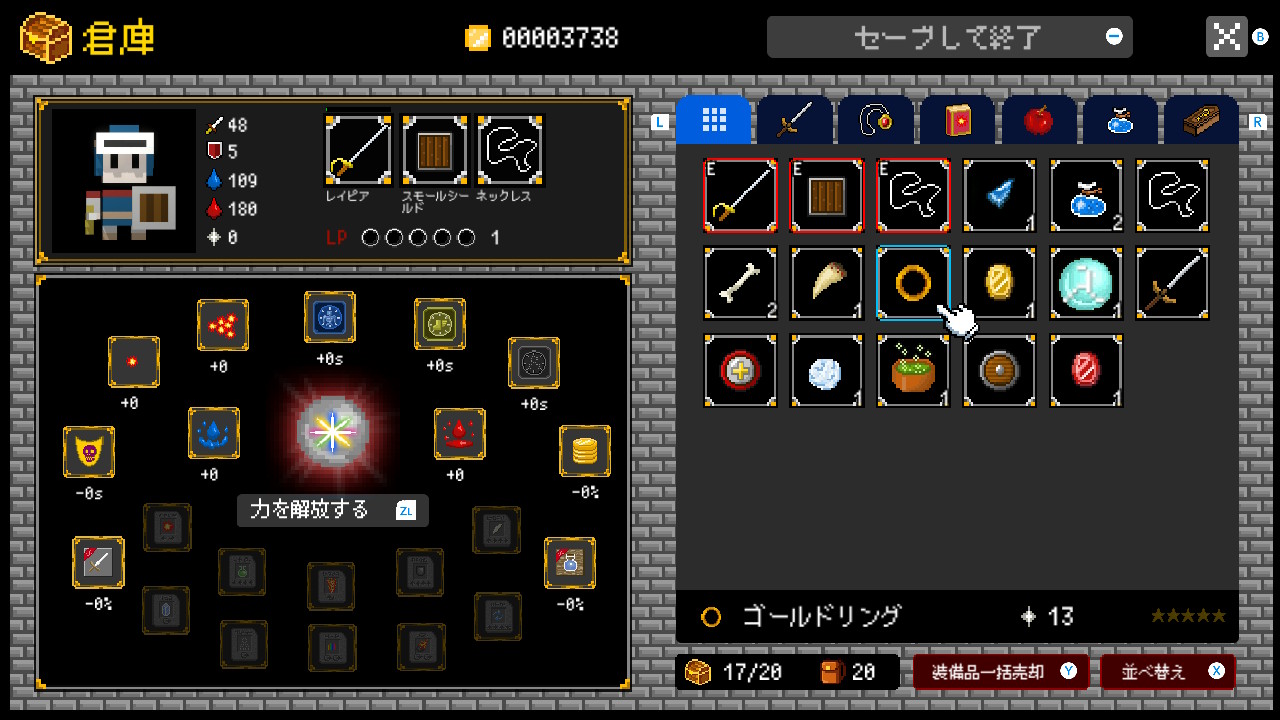 倉庫
00003738
セーブして終了 −
B
48
5
109
180
0
レイピア
スモールシールド
ネックレス
LP 1
L
R
E
E
E
1
2
2
1
1
1
1
1
1
+0
+0
+0s
+0s
+0s
-0s
+0
+0
-0%
力を解放する ZL
-0%
-0%
ゴールドリング 13 ★★★★★
17/20 20
装備品一括売却 Y
並べ替え X